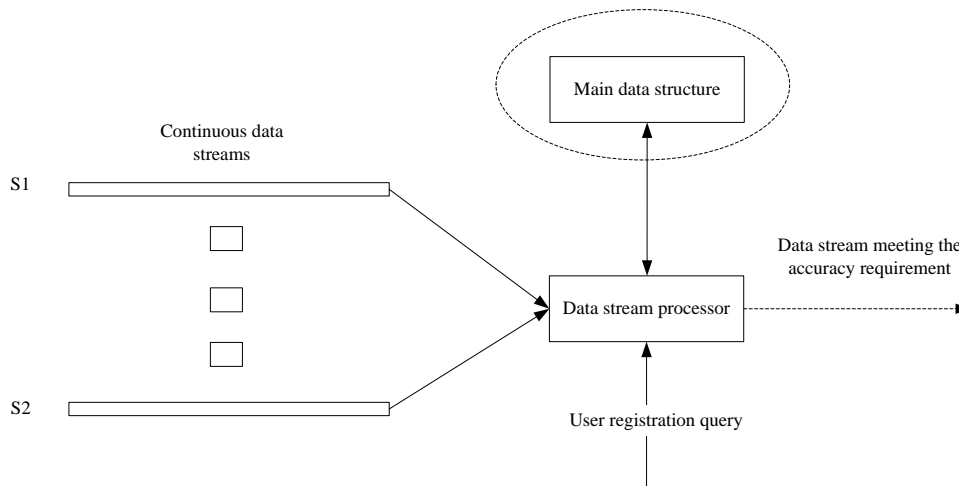 Main data structure
Continuous data
streams
S1
Data stream meeting the
accuracy requirement
Data stream processor
S2
User registration query